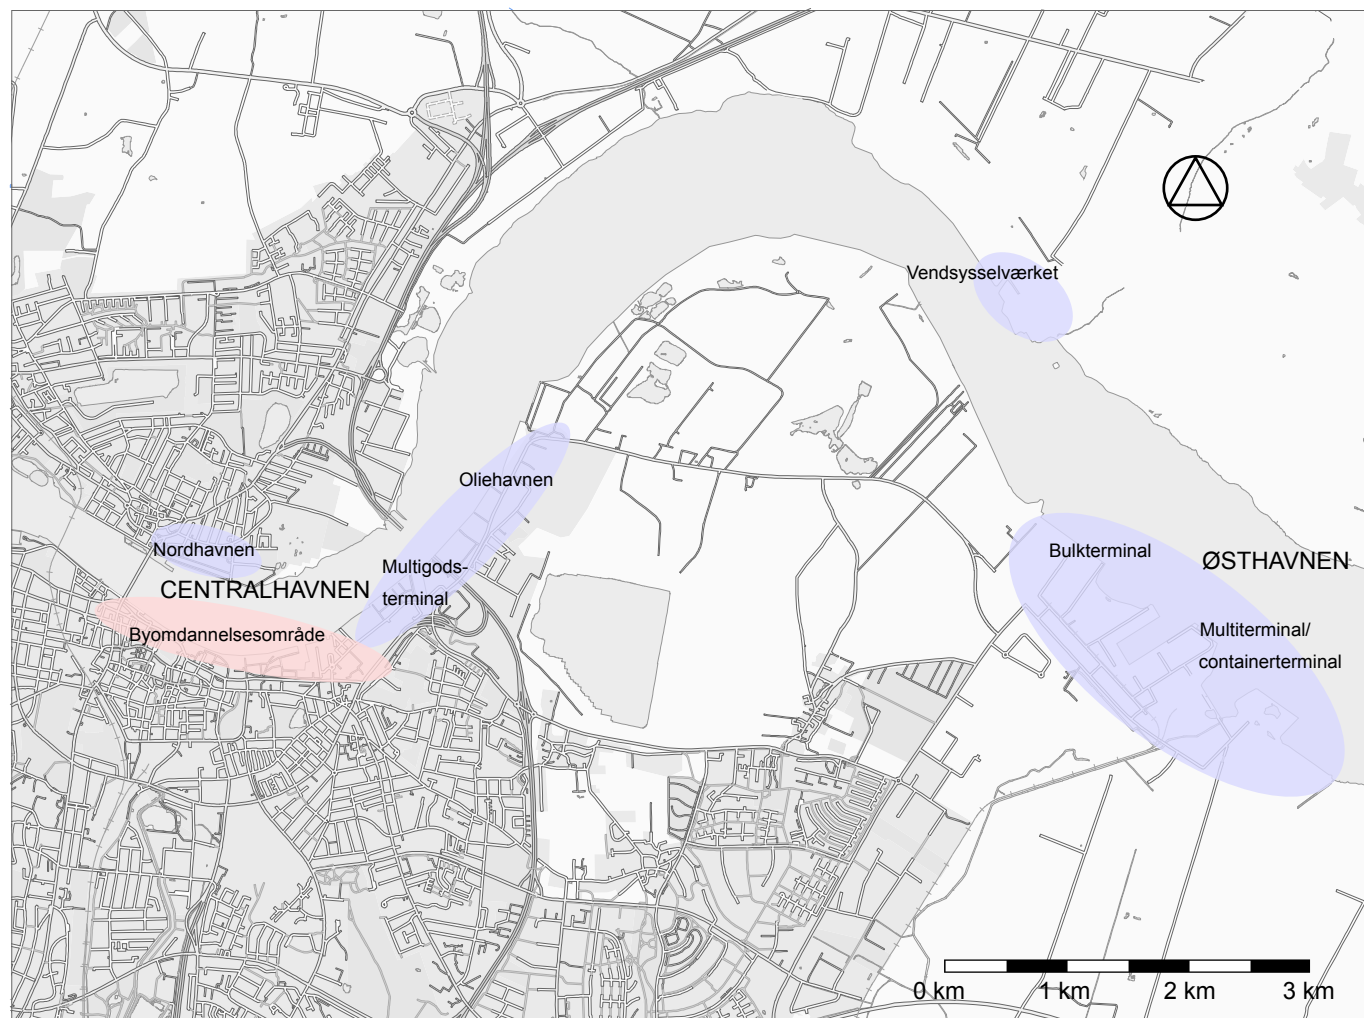 Vendsysselværket
Oliehavnen
Nordhavnen
CENTRALHAVNEN
Multigods-
terminal
Byomdannelsesområde
Bulkterminal
ØSTHAVNEN
Multiterminal/
containerterminal
0 km
1 km
2 km
3 km